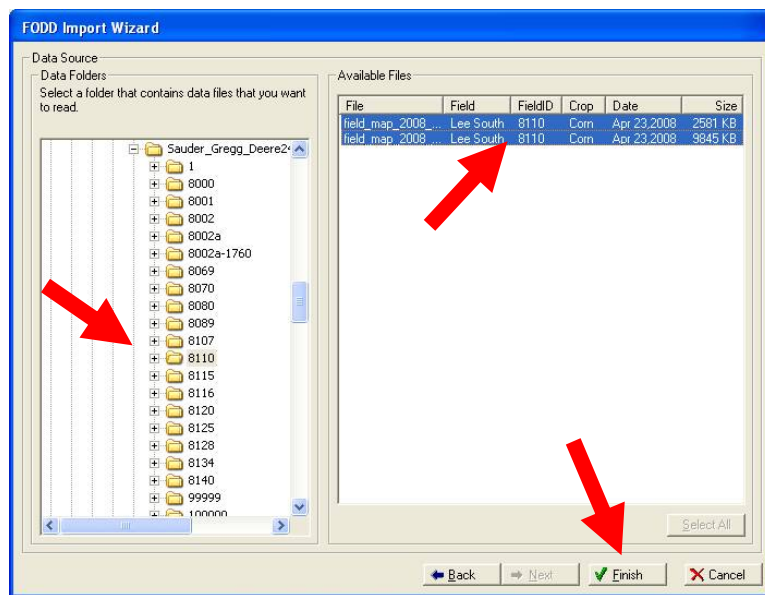 FODD Import Wizard
Data Source
Data Folders
Select a folder that contains data files that you want
to read.
Sauder_Gregg_Deere24
1
8000
8001
8002
8002a
8002a-1760
8069
8070
8080
8089
8107
8110
8115
8116
8120
8125
8128
8134
8140
99999
100000
Available Files
File Field FieldID Crop Date Size
field_map_2008_... Lee South 8110 Corn Apr 23,2008 2581 KB
field_map_2008_... Lee South 8110 Corn Apr 23,2008 9845 KB
Select All
Back Next Finish Cancel